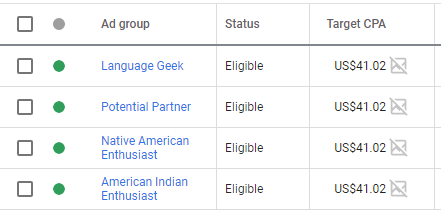 Ad group Status Target CPA
Language Geek Eligible US$41.02
Potential Partner Eligible US$41.02
Native American
Enthusiast Eligible US$41.02
American Indian
Enthusiast Eligible US$41.02